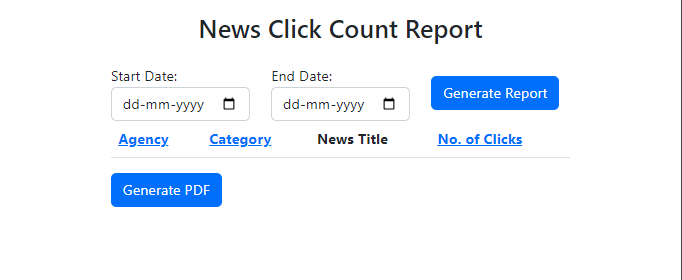 News Click Count Report
Start Date: End Date:
dd-mm-yyyy dd-mm-yyyy Generate Report
Agency Category News Title No. of Clicks
Generate PDF